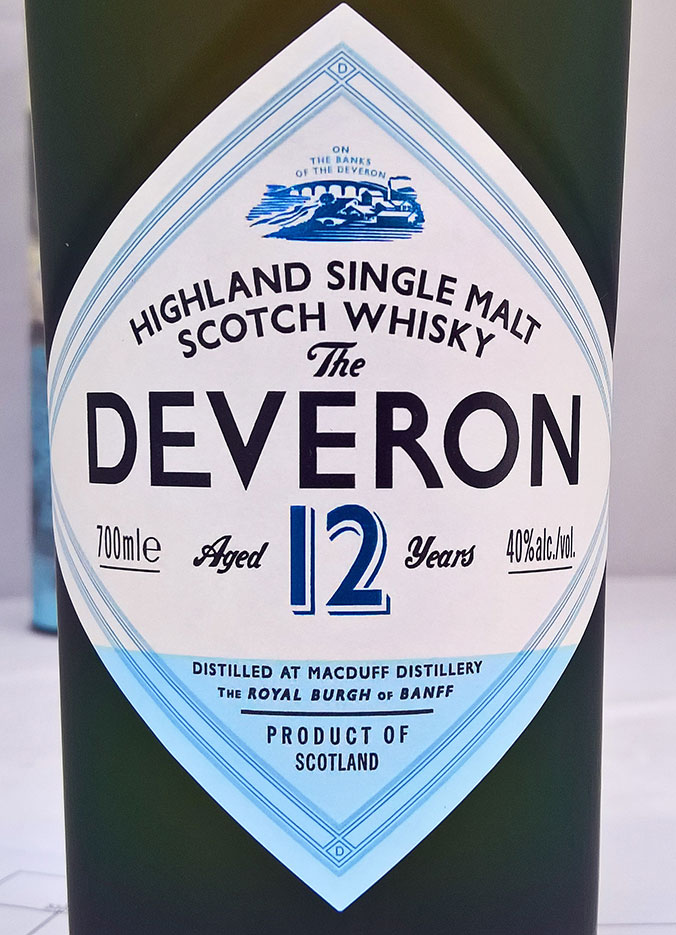 D
ON
THE BANKS
OF THE DEVERON
HIGHLAND SINGLE MALT
SCOTCH WHISKY
The
DEVERON
700ml e Aged 12 Years 40%alc./vol.
DISTILLED AT MACDUFF DISTILLERY
THE ROYAL BURGH OF BANFF
PRODUCT OF
SCOTLAND
D